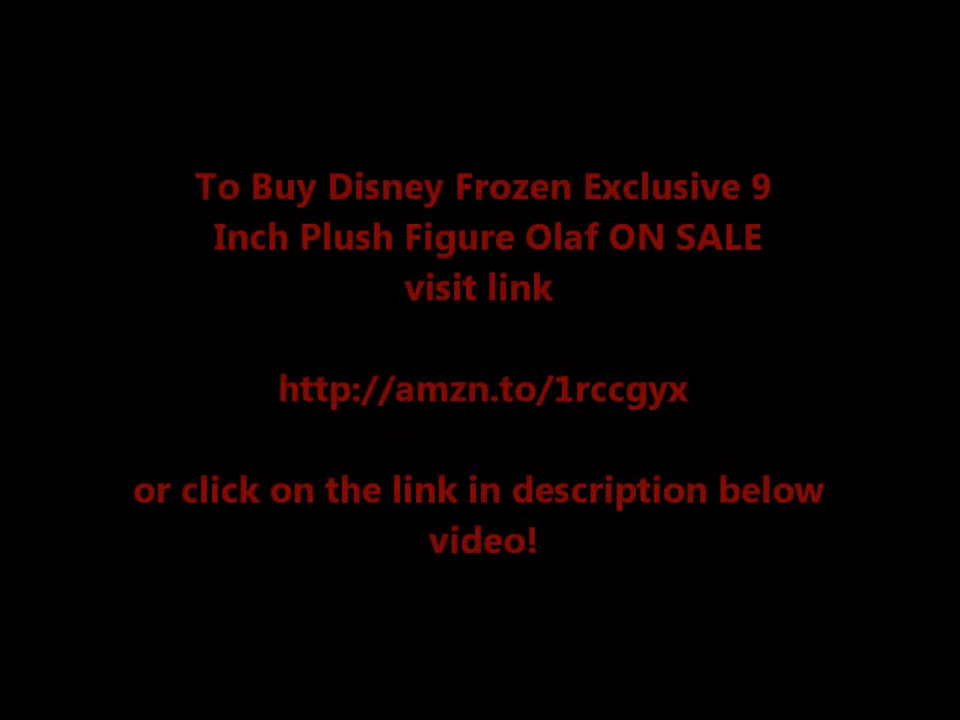 To Buy Disney Frozen Exclusive 9
Inch Plush Figure Olaf ON SALE
visit link
http://amzn.to/1rccgyx
or click on the link in description below
video!